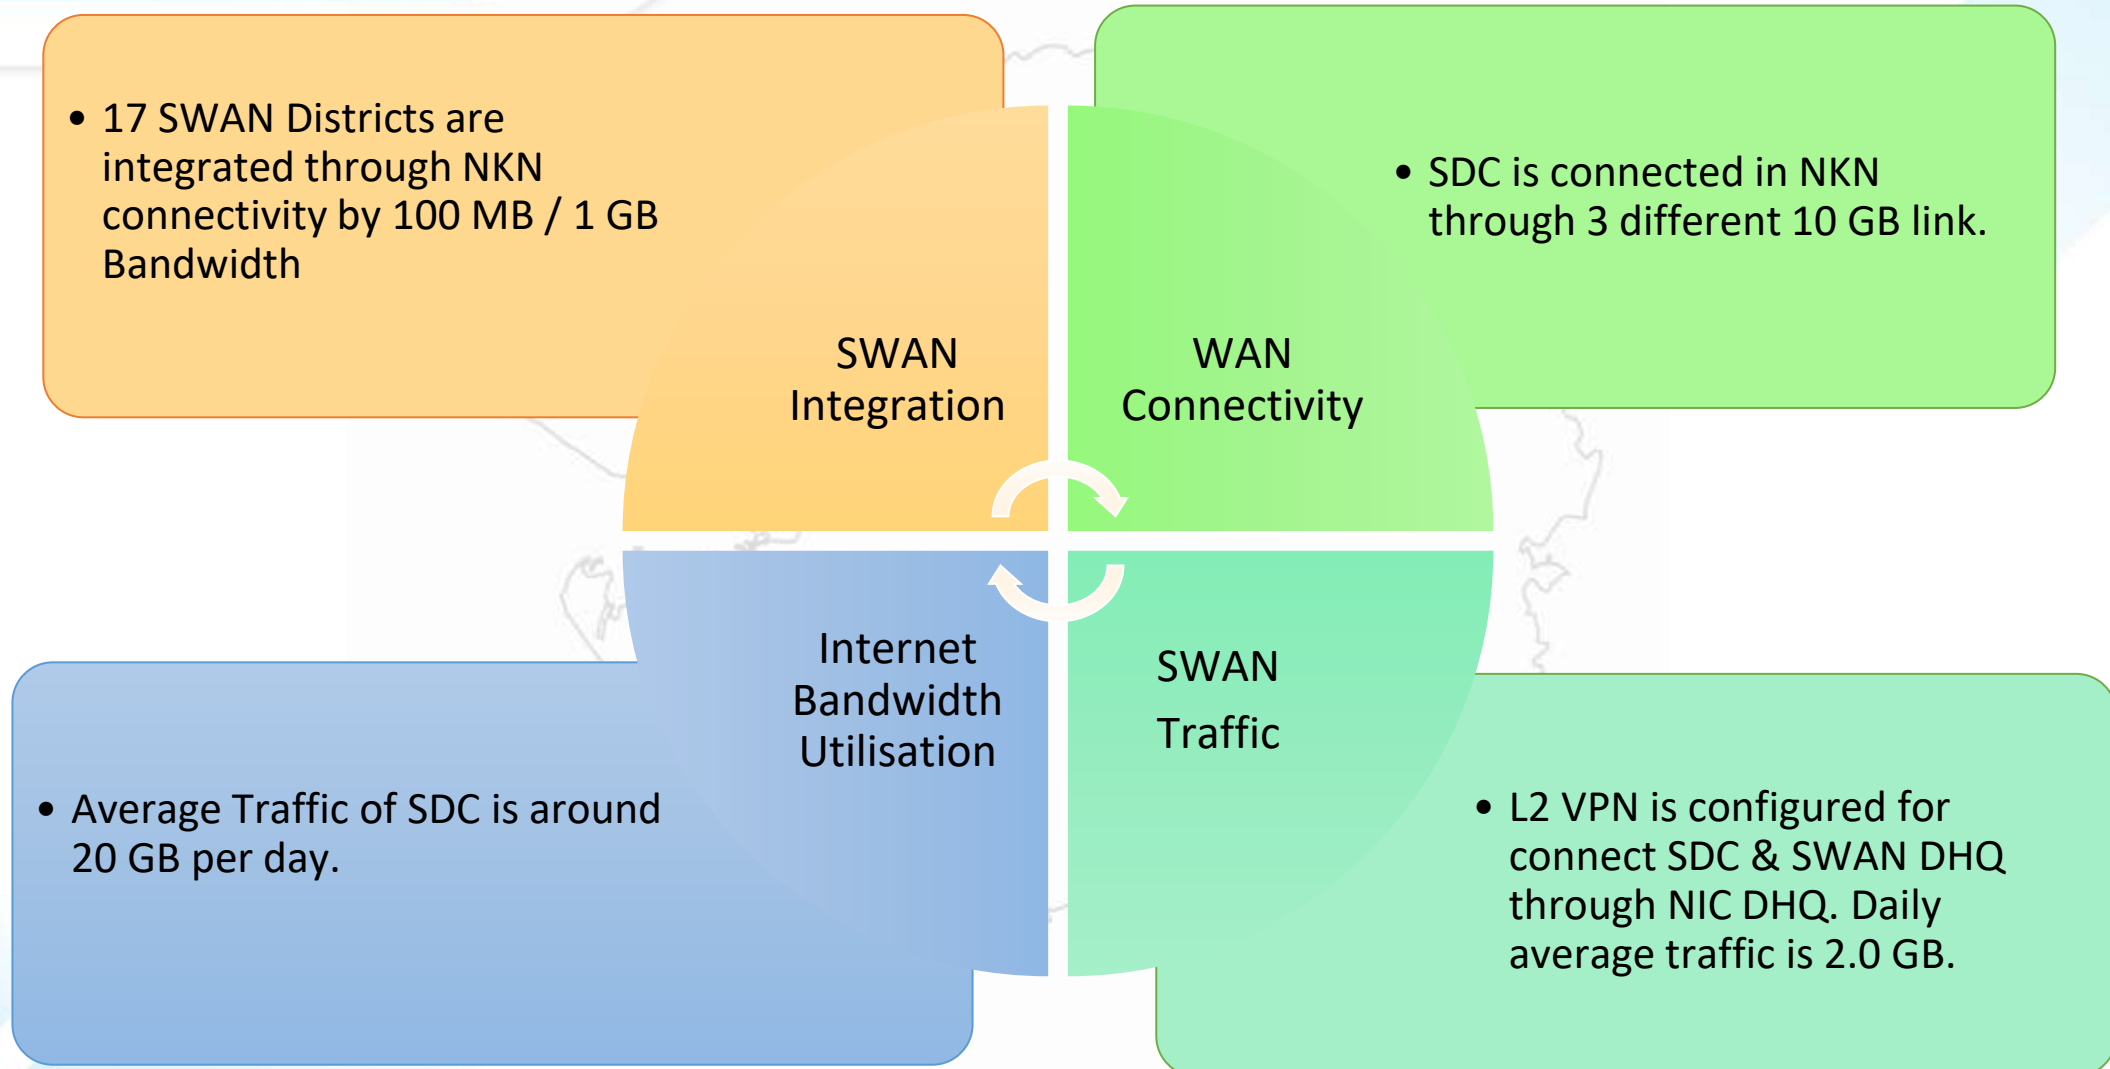 • 17 SWAN Districts are
integrated through NKN
connectivity by 100 MB / 1 GB
Bandwidth
SWAN
Integration
• SDC is connected in NKN
through 3 different 10 GB link.
WAN
Connectivity
• Average Traffic of SDC is around
20 GB per day.
Internet
Bandwidth
Utilisation
SWAN
Traffic
• L2 VPN is configured for
connect SDC & SWAN DHQ
through NIC DHQ. Daily
average traffic is 2.0 GB.